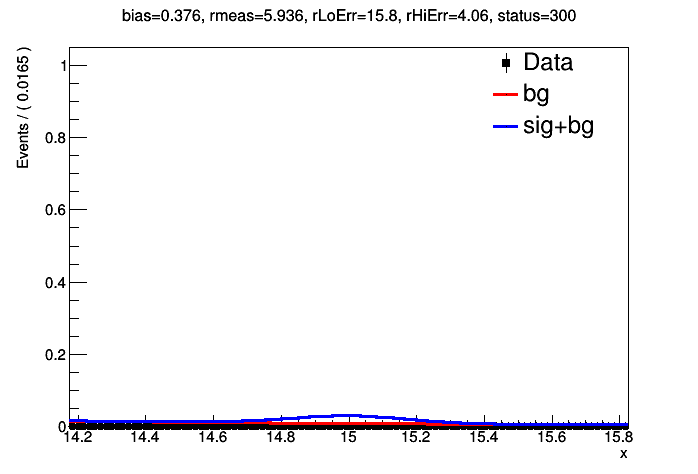 bias=0.376, rmeas=5.936, rLoErr=15.8, rHiErr=4.06, status=300
Events / ( 0.0165 )
1
0.8
0.6
0.4
0.2
0
Data
bg
sig+bg
14.2 14.4 14.6 14.8 15 15.2 15.4 15.6 15.8
x